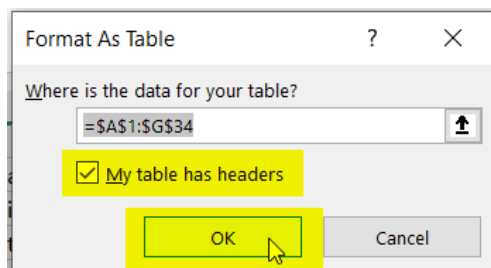 Format As Table ?
Where is the data for your table?
=$A$1:$G$34
My table has headers
OK Cancel